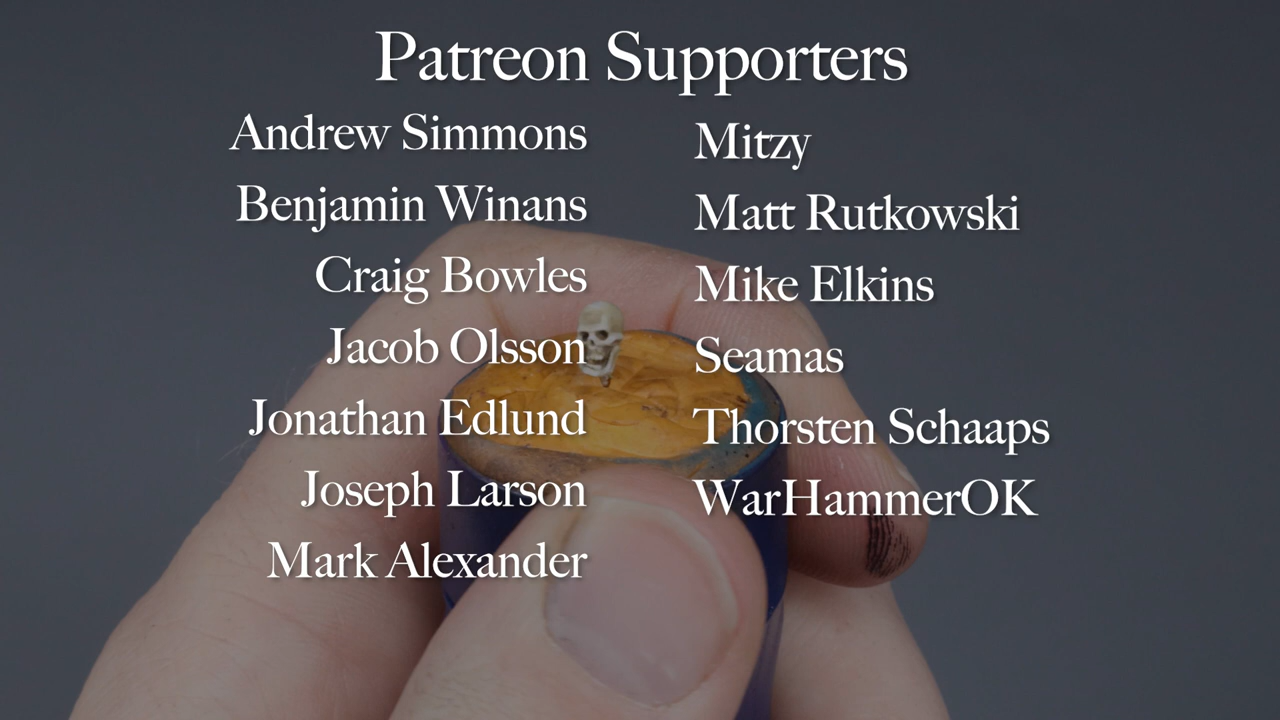 Patreon Supporters
Andrew Simmons
Benjamin Winans
Craig Bowles
Jacob Olsson
Jonathan Edlund
Joseph Larson
Mark Alexander
Mitzy
Matt Rutkowski
Mike Elkins
Seamas
Thorsten Schaaps
WarHammerOK